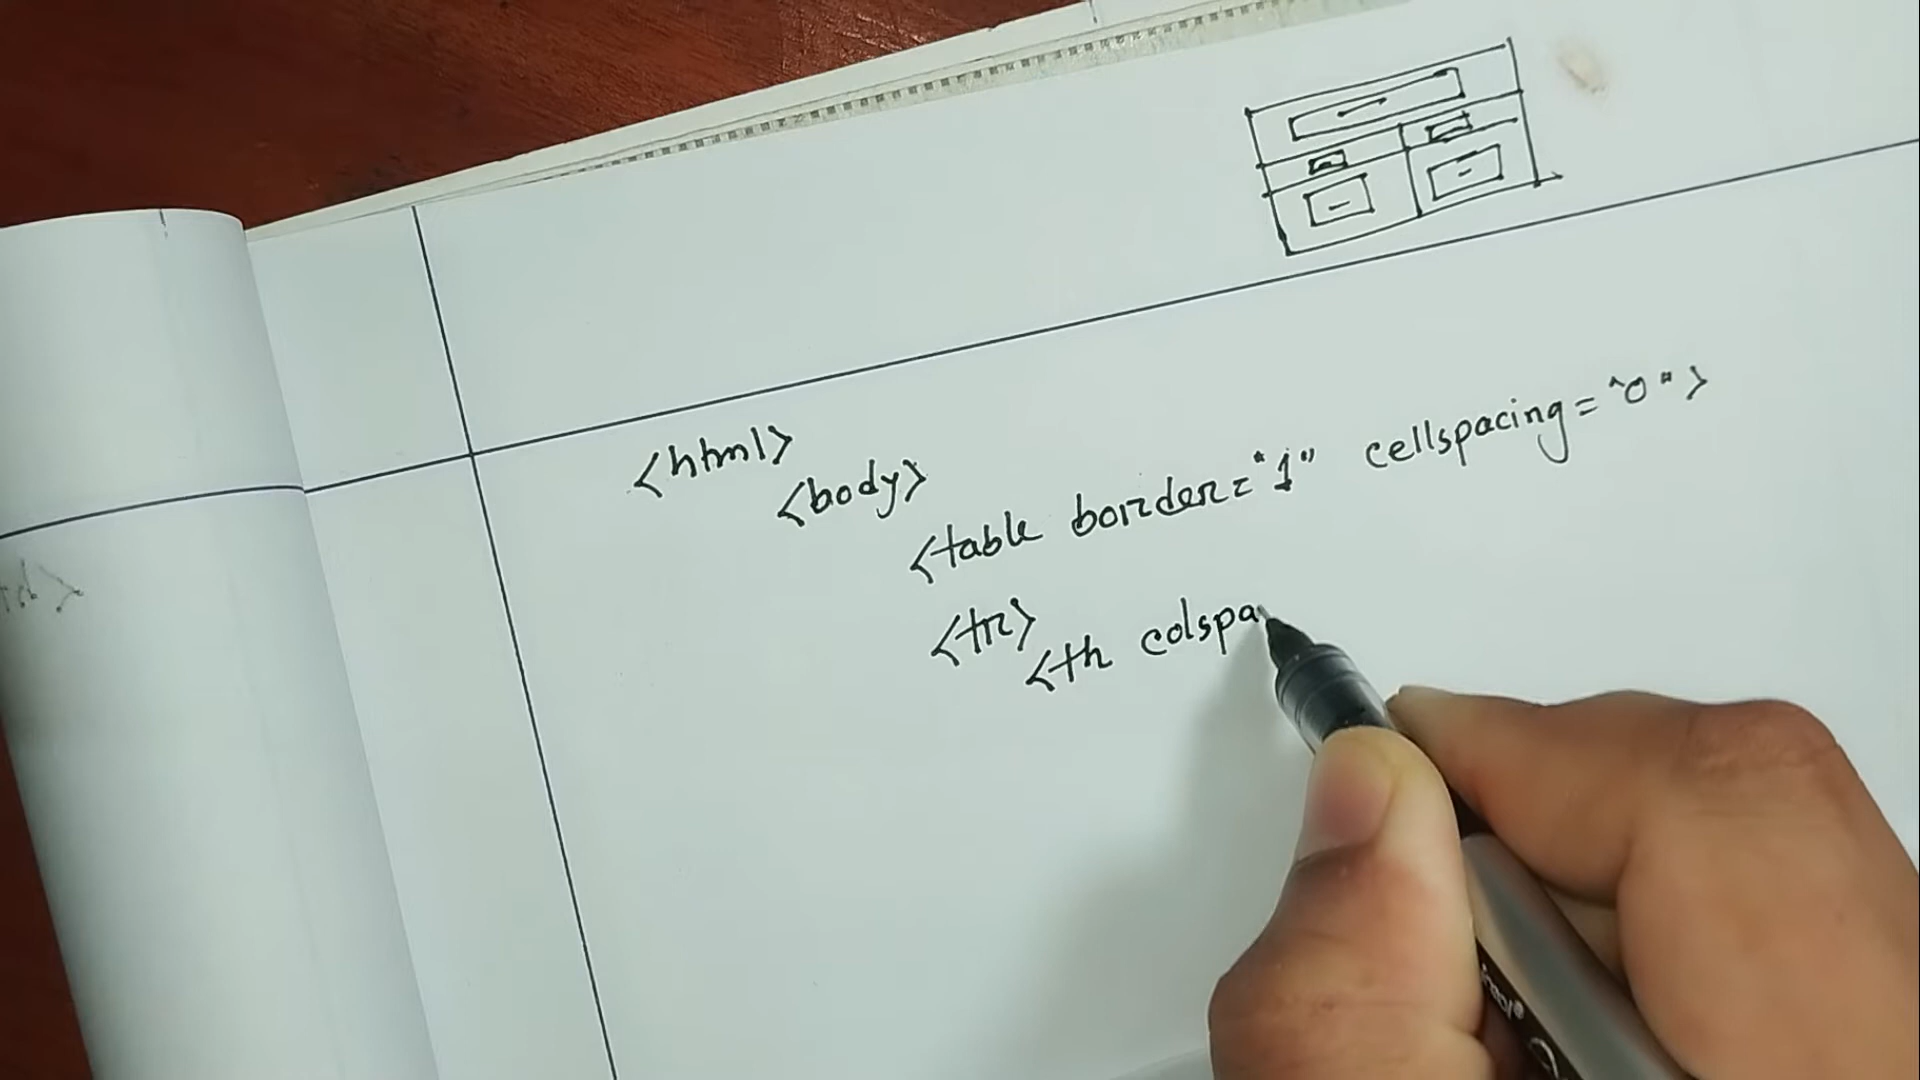 <html>
<body>
<table border="1" cellspacing="0">
<tr>
<th colspa